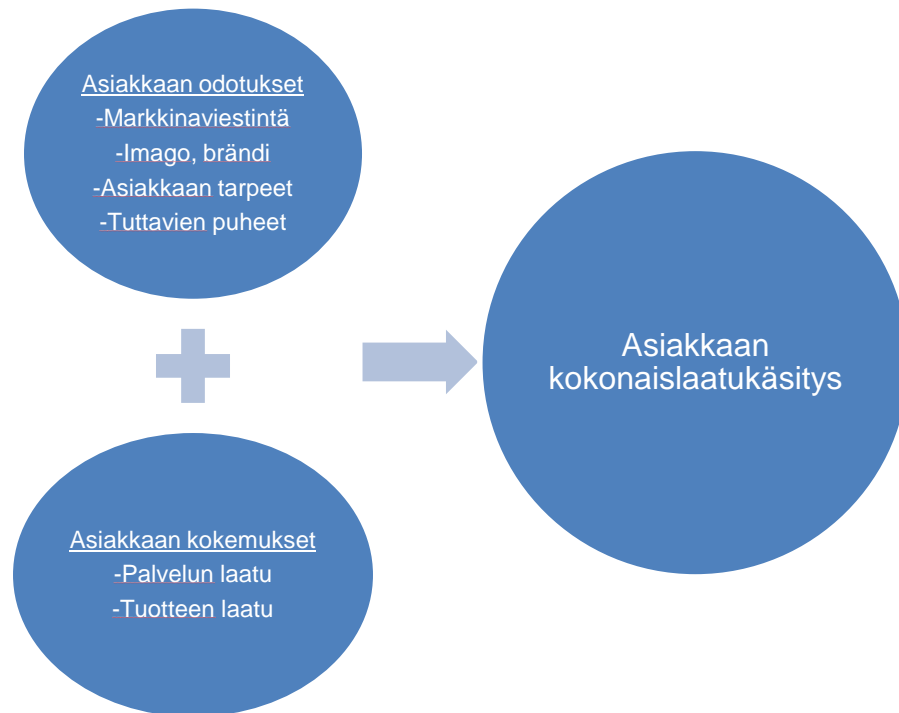 Asiakkaan odotukset
-Markkinaviestintä
-Imago, brändi
-Asiakkaan tarpeet
-Tuttavien puheet
Asiakkaan kokemukset
-Palvelun laatu
-Tuotteen laatu
Asiakkaan
kokonaislaatukäsitys